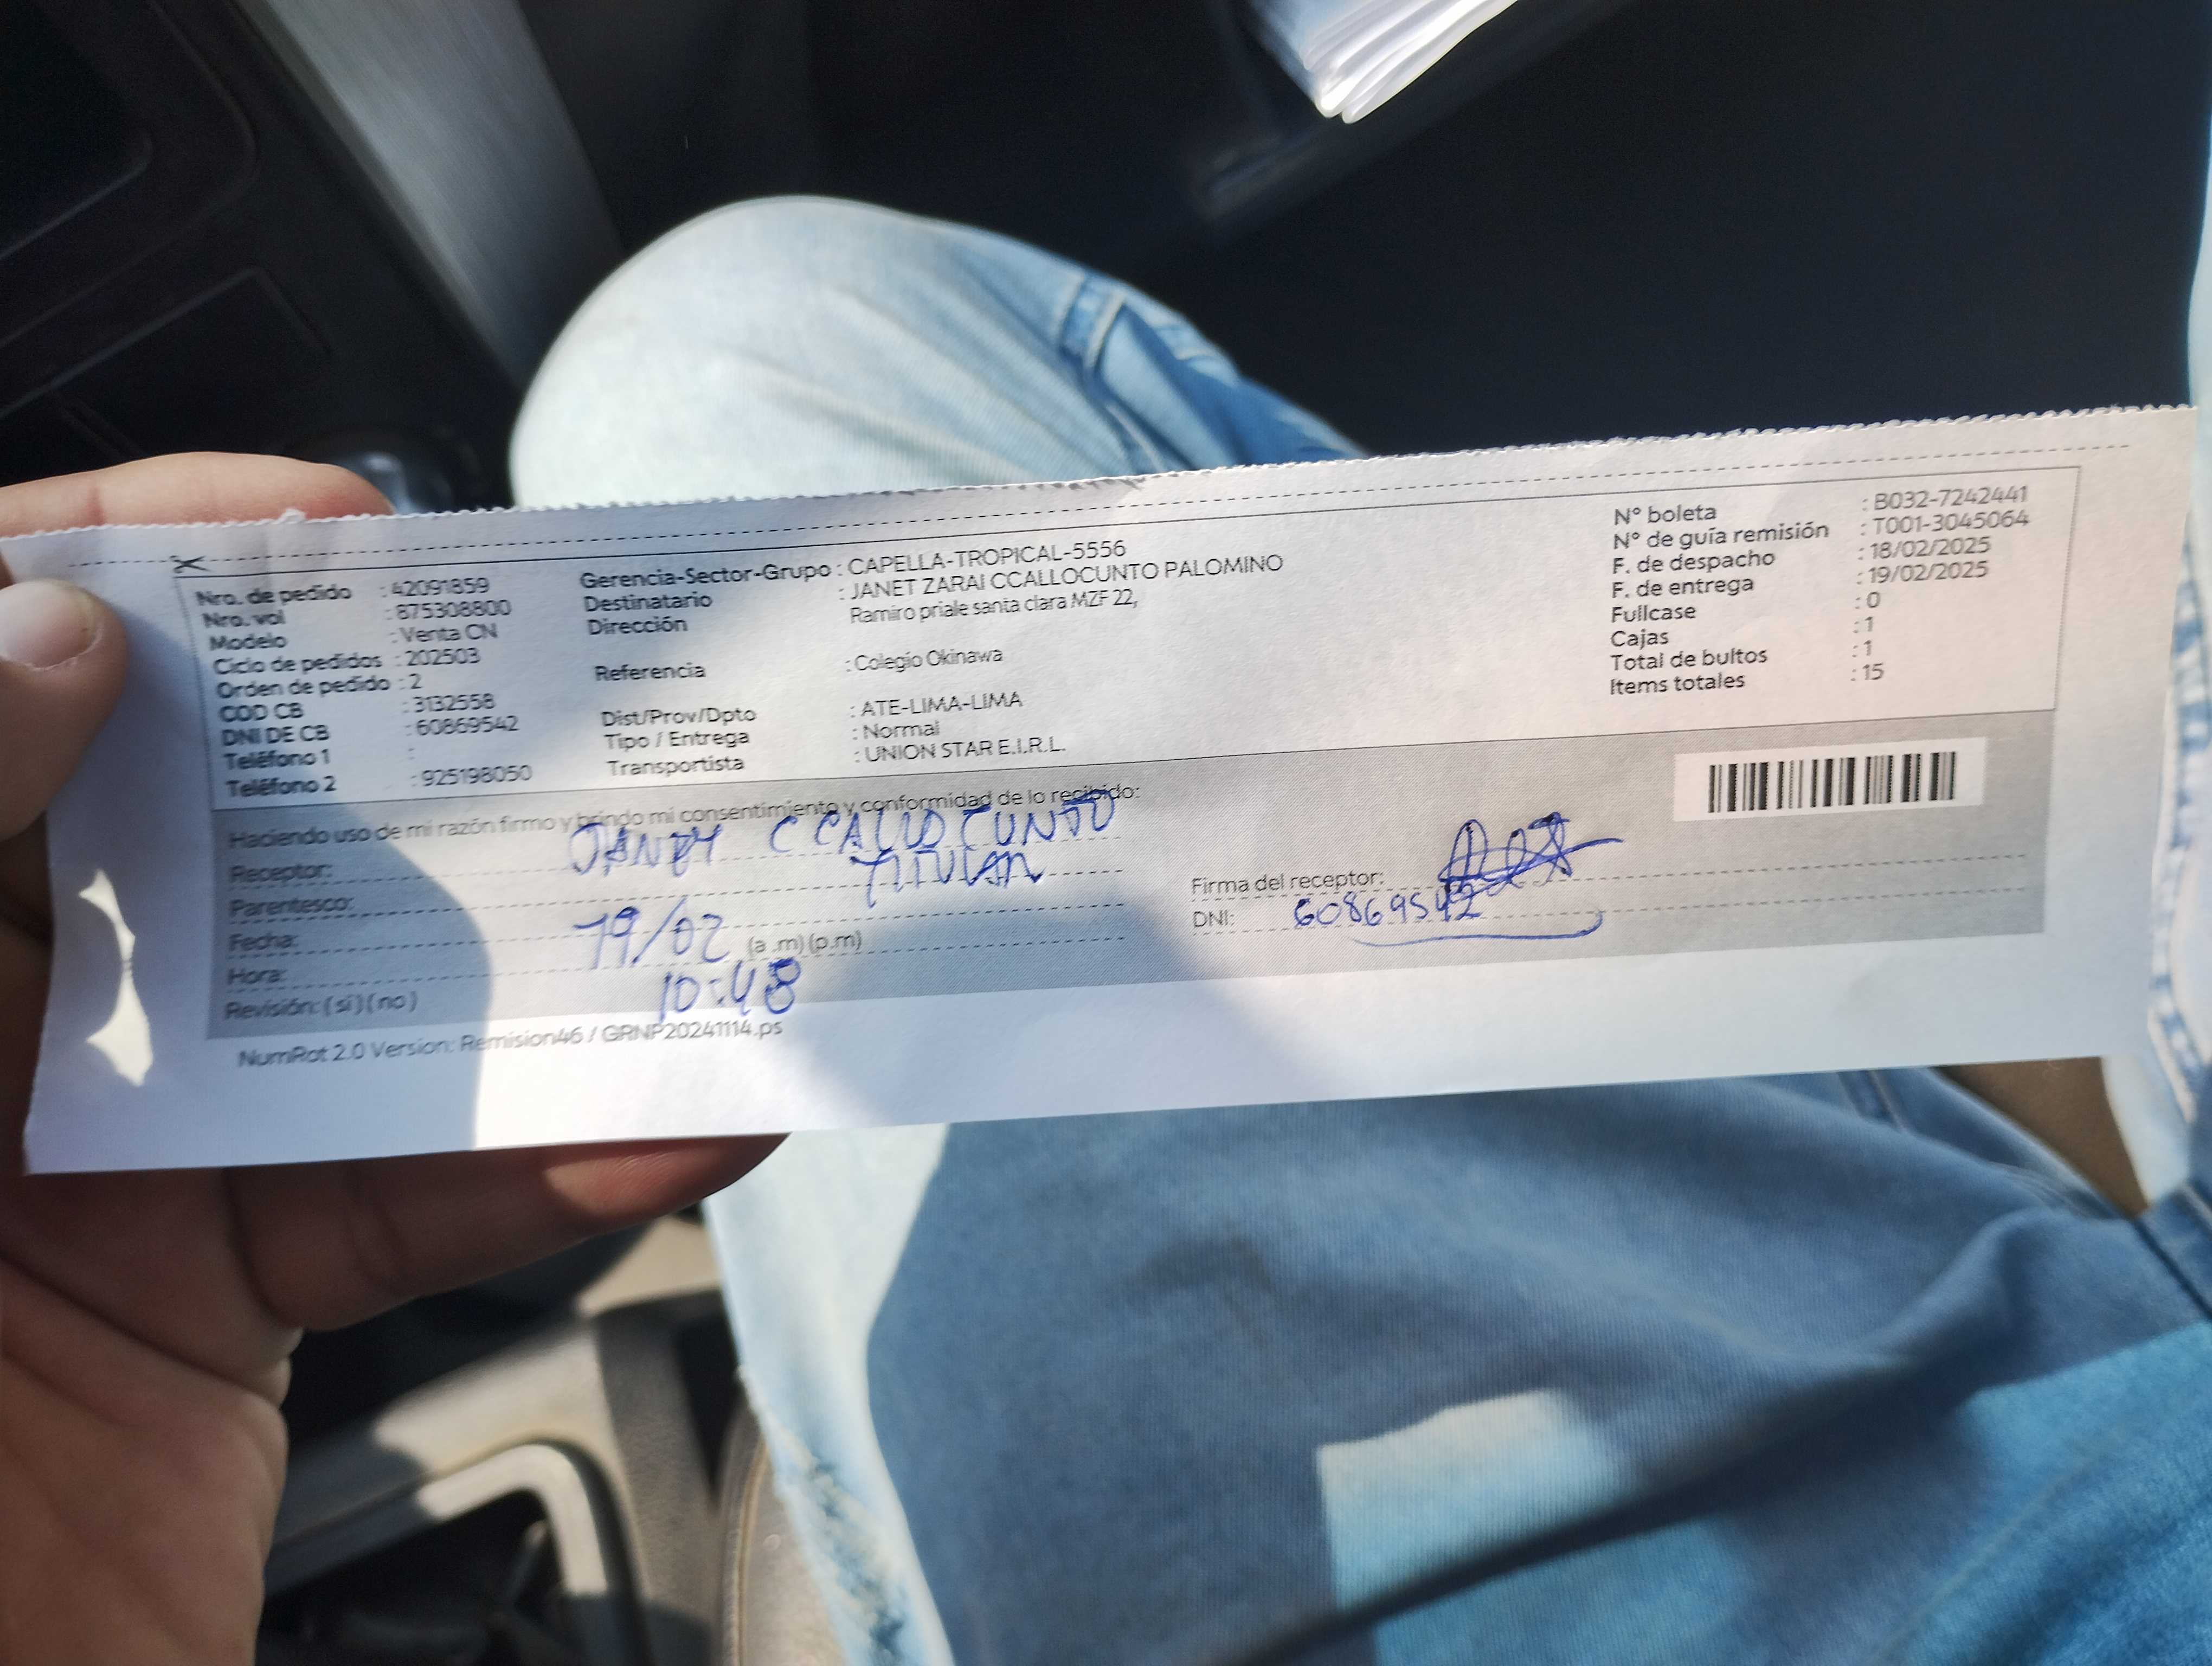 Nro. de pedido : 42091859
Nro. vol : 875308800
Modelo : Venta CN
Ciclo de pedidos : 202503
Orden de pedido : 2
COD CB : 3132558
DNI DE CB : 60869542
Teléfono 1 :
Teléfono 2 : 925198050
Gerencia-Sector-Grupo : CAPELLA-TROPICAL-5556
Destinatario : JANET ZARAI CCALLOCUNTO PALOMINO
Dirección Ramiro priale santa clara MZF 22,
Referencia : Colegio Okinawa
Dist/Prov/Dpto : ATE-LIMA-LIMA
Tipo / Entrega : Normal
Transportista : UNION STAR E.I.R.L.
N° boleta : B032-7242441
N° de guía remisión : T001-3045064
F. de despacho : 18/02/2025
F. de entrega : 19/02/2025
Fullcase : 0
Cajas : 1
Total de bultos : 1
Items totales : 15
Haciendo uso de mi razón firmo y brindo mi consentimiento y conformidad de lo recibido:
Receptor: CCALLOCUNTO
Parentesco: TITULAR
Fecha: 19/02
Hora: (a .m) (p.m) 10:48
Revisión: ( si ) ( no )
Firma del receptor:
DNI: 60869542
NumRot 2.0 Version: Remision46 / GRNP20241114.ps